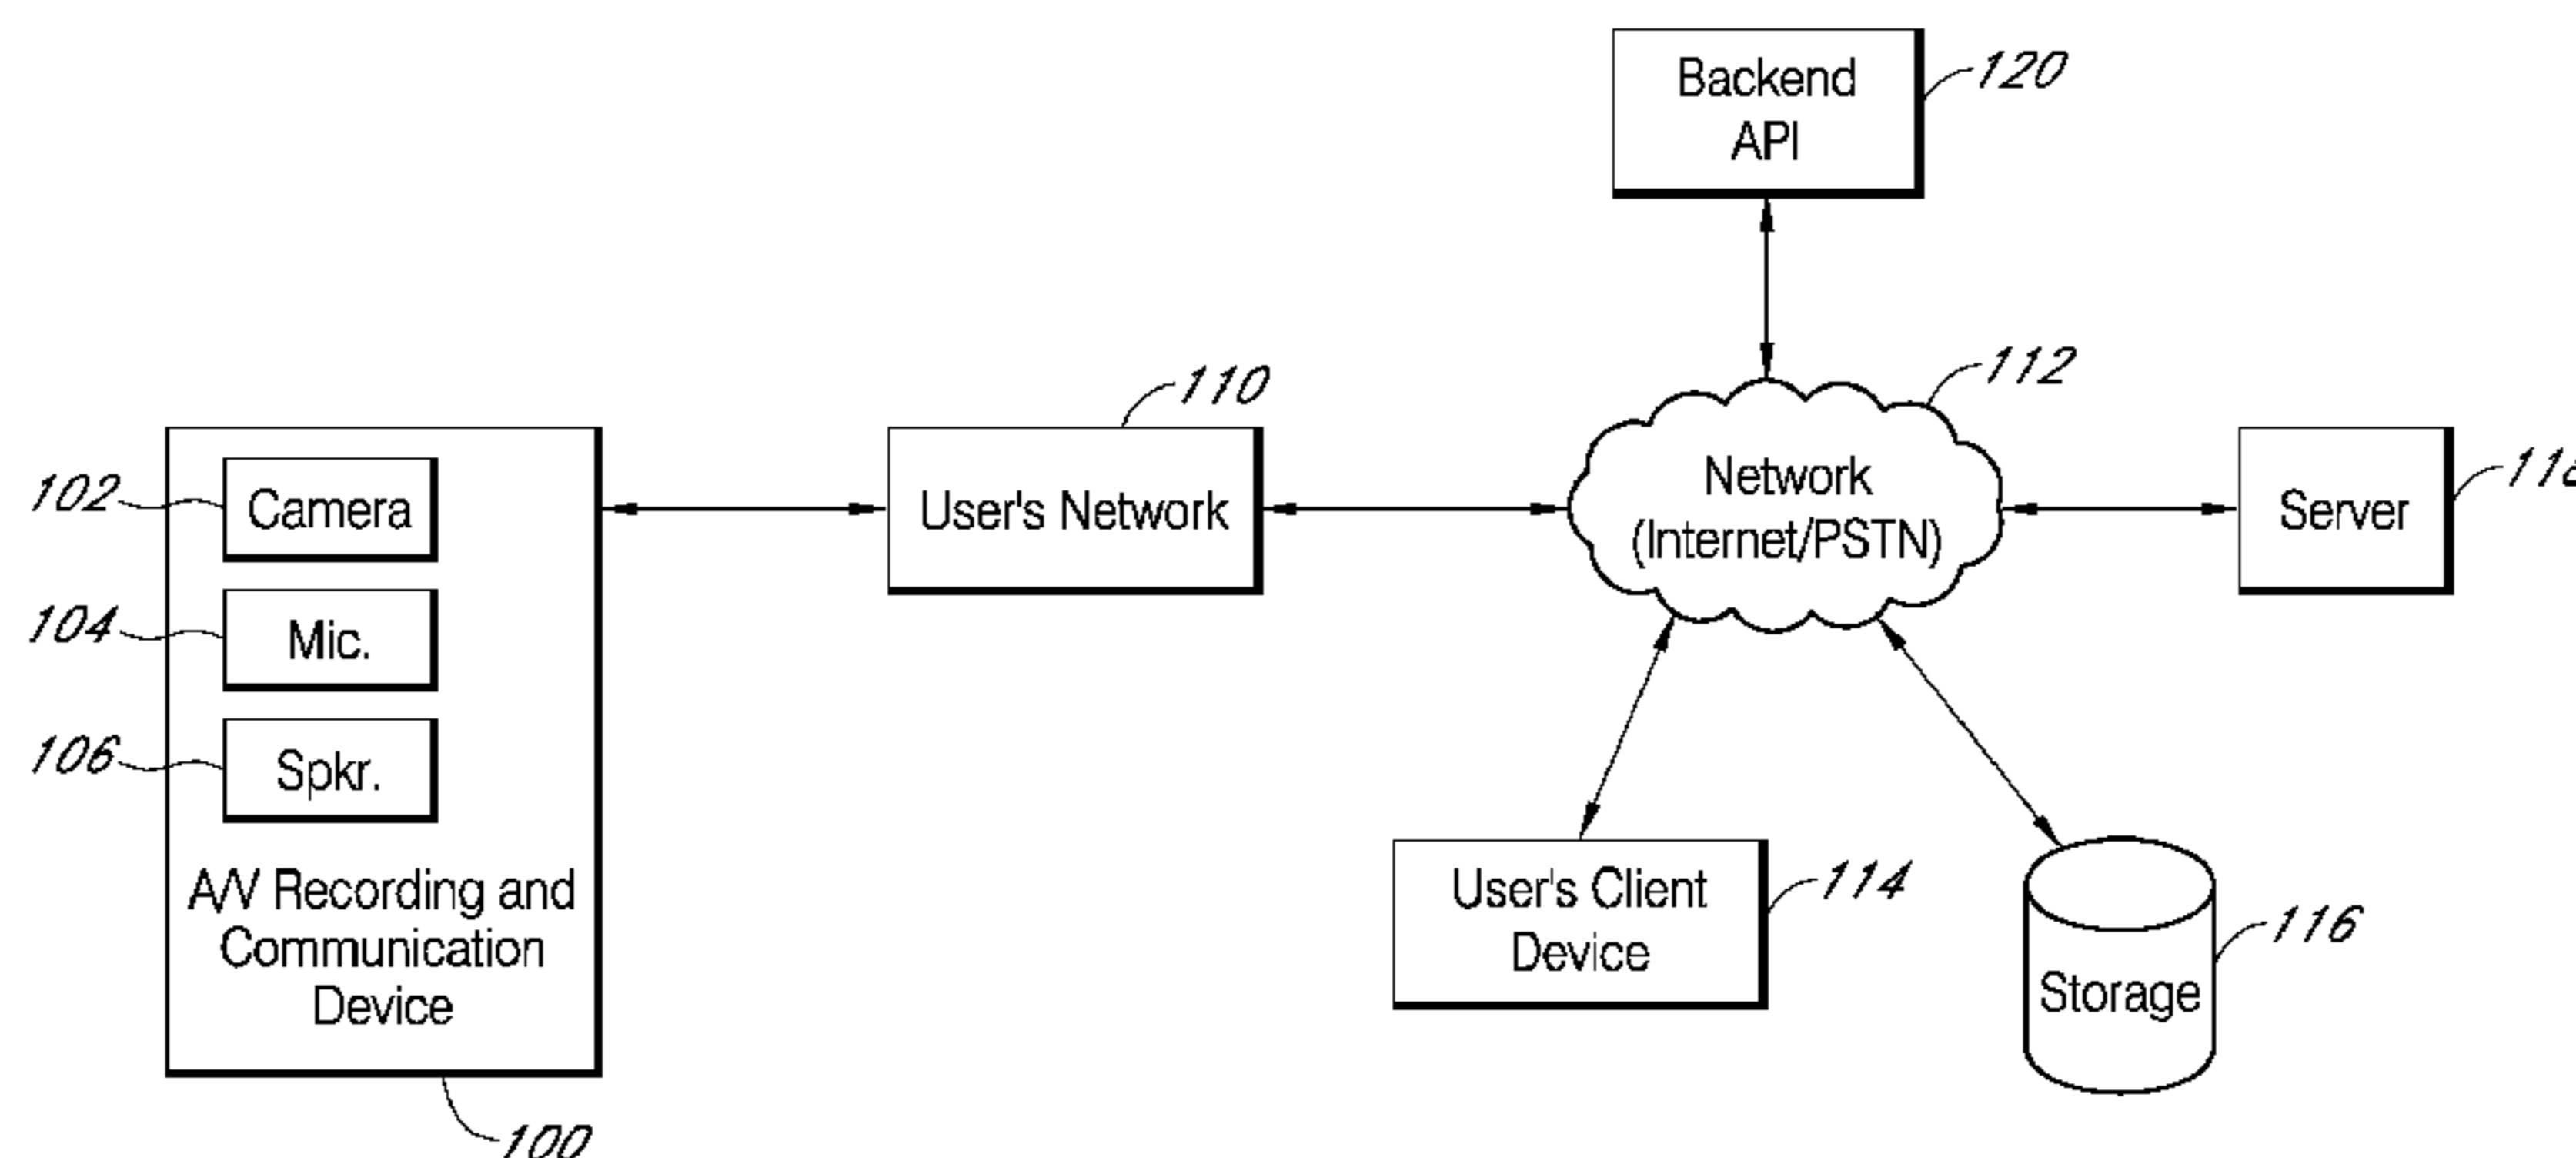 Backend
API
120
112
110
Camera
102
User's Network
Network
(Internet/PSTN)
Server
118
Mic.
104
Spkr.
106
A/V Recording and
Communication
Device
100
User's Client
Device
114
Storage
116